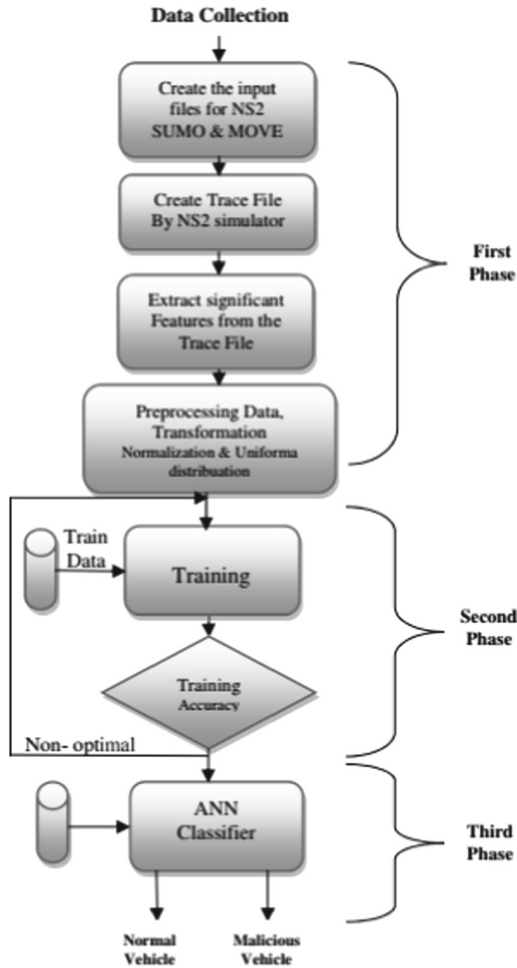 Data Collection
Create the input
files for NS2
SUMO & MOVE
Create Trace File
By NS2 simulator
Extract significant
Features from the
Trace File
First
Phase
Preprocessing Data,
Transformation
Normalization & Uniforma
distribuation
Train
Data
Training
Second
Phase
Training
Accuracy
Non- optimal
ANN
Classifier
Third
Phase
Normal
Vehicle
Malicious
Vehicle